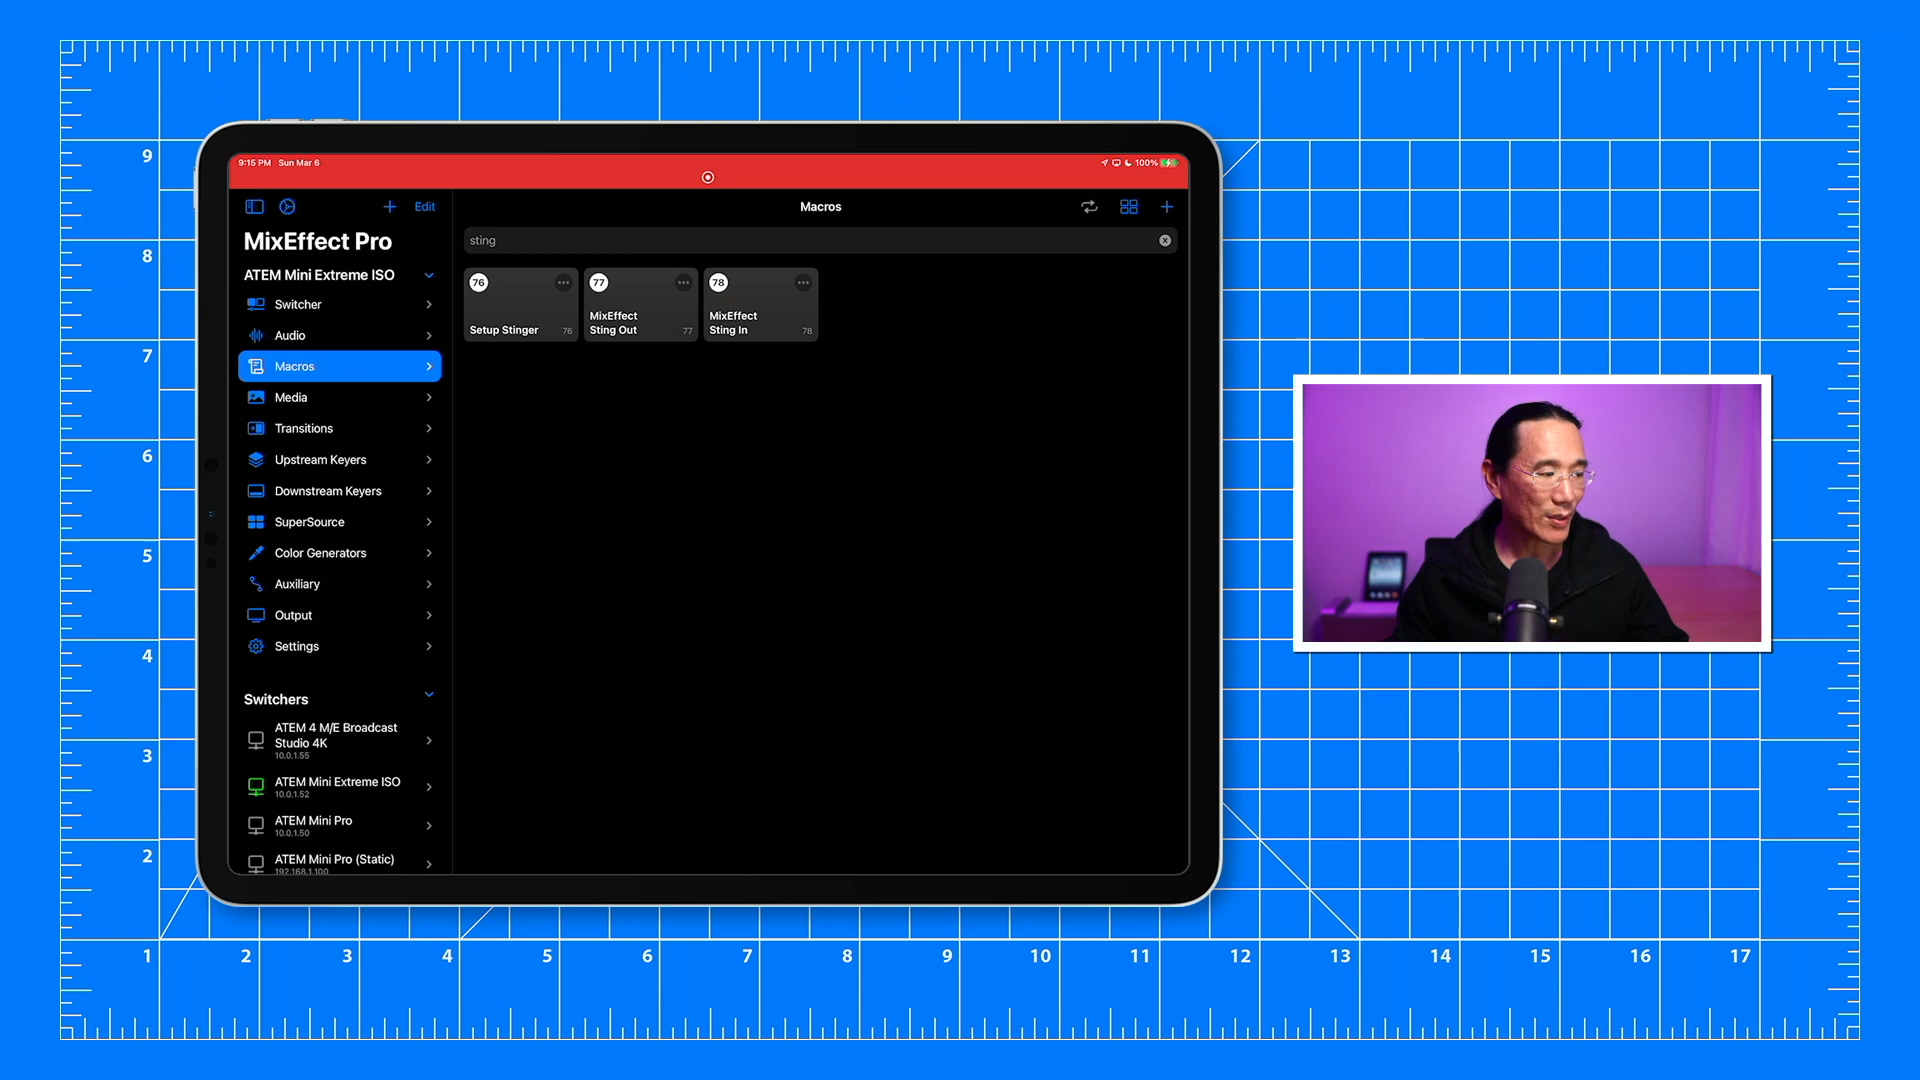 9:15 PM Sun Mar 6
100%
Edit
Macros
MixEffect Pro
sting
ATEM Mini Extreme ISO
Switcher
Audio
Macros
Media
Transitions
Upstream Keyers
Downstream Keyers
SuperSource
Color Generators
Auxiliary
Output
Settings
Switchers
ATEM 4 M/E Broadcast
Studio 4K
10.0.1.55
ATEM Mini Extreme ISO
10.0.1.52
ATEM Mini Pro
10.0.1.50
ATEM Mini Pro (Static)
192.168.1.100
76
Setup Stinger 76
77
MixEffect
Sting Out 77
78
MixEffect
Sting In 78
9
8
7
6
5
4
3
2
1 2 3 4 5 6 7 8 9 10 11 12 13 14 15 16 17